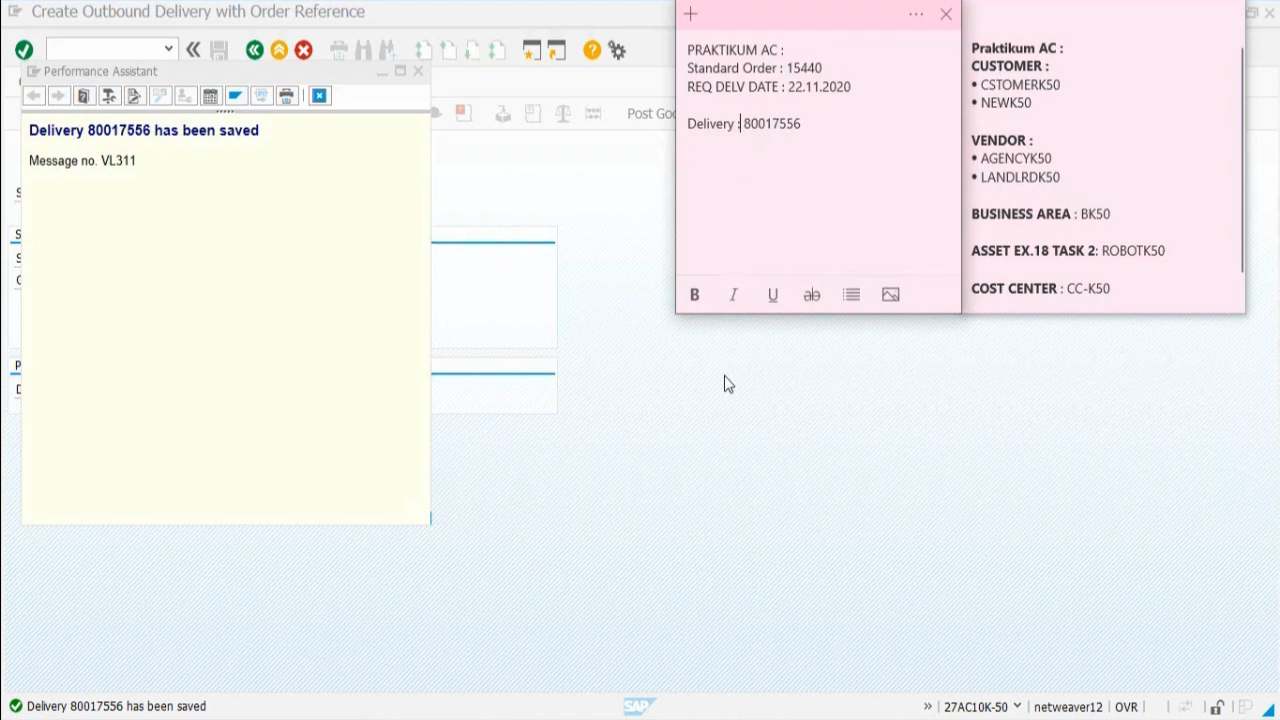 Create Outbound Delivery with Order Reference
Performance Assistant
Delivery 80017556 has been saved
Message no. VL311
Post Goo
S
S
S
C
P
D
PRAKTIKUM AC :
Standard Order : 15440
REQ DELV DATE : 22.11.2020
Delivery : 80017556
B I U ab
Praktikum AC :
CUSTOMER :
• CSTOMERK50
• NEWK50
VENDOR :
• AGENCYK50
• LANDLRDK50
BUSINESS AREA : BK50
ASSET EX.18 TASK 2: ROBOTK50
COST CENTER : CC-K50
Delivery 80017556 has been saved
SAP
27AC10K-50
netweaver12
OVR